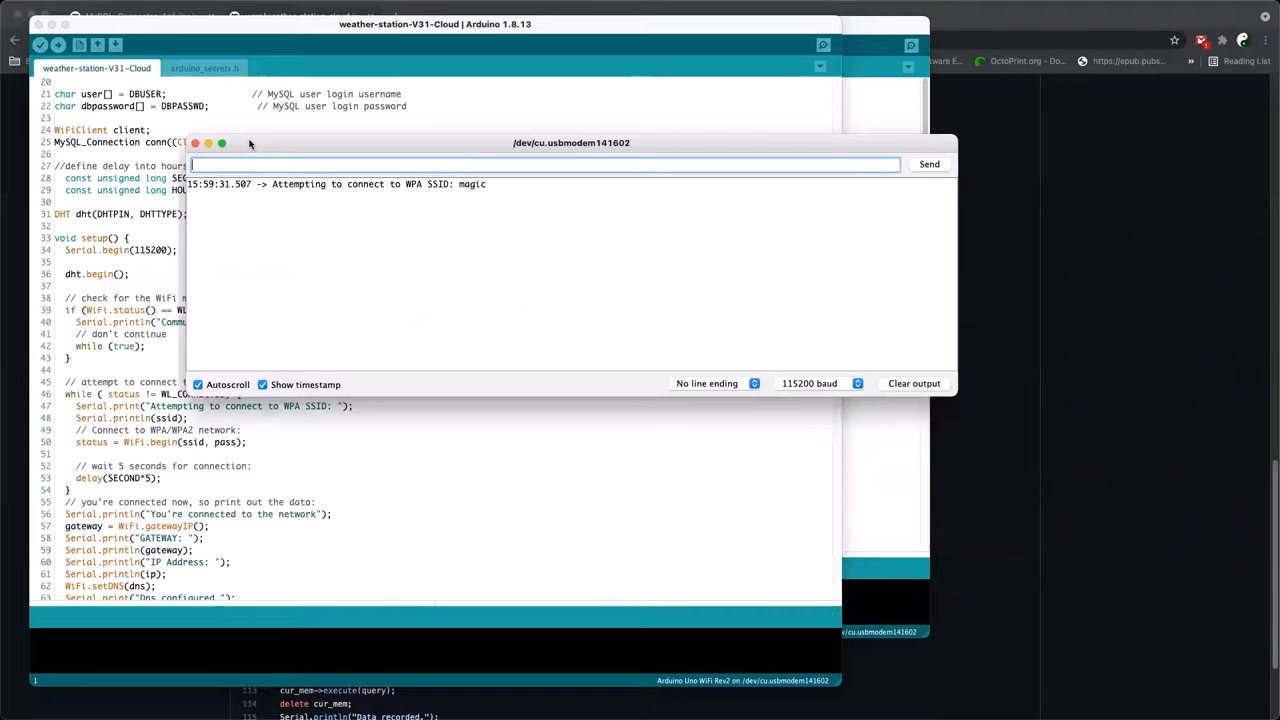 weather-station-V31-Cloud | Arduino 1.8.13
weather-station-V31-Cloud
arduino_secrets.h
tware E...
OctoPrint.org - Do...
https://epub.pubs...
Reading List
1
20
21 char user[] = DBUSER; // MySQL user login username
22 char dbpassword[] = DBPASSWD; // MySQL user login password
23
24 WiFiClient client;
25 MySQL_Connection conn((Cl
26
27 //define delay into hours
28 const unsigned long SEC
29 const unsigned long HOU
30
31 DHT dht(DHTPIN, DHTTYPE);
32
33 void setup() {
34 Serial.begin(115200);
35
36 dht.begin();
37
38 // check for the WiFi m
39 if (WiFi.status() == WL
40 Serial.println("Commu
41 // don't continue
42 while (true);
43 }
44
45 // attempt to connect t
46 while ( status != WL_CONNECTED) {
47 Serial.print("Attempting to connect to WPA SSID: ");
48 Serial.println(ssid);
49 // Connect to WPA/WPA2 network:
50 status = WiFi.begin(ssid, pass);
51
52 // wait 5 seconds for connection:
53 delay(SECOND*5);
54 }
55 // you're connected now, so print out the data:
56 Serial.println("You're connected to the network");
57 gateway = WiFi.gatewayIP();
58 Serial.print("GATEWAY: ");
59 Serial.println(gateway);
60 Serial.println("IP Address: ");
61 Serial.println(ip);
62 WiFi.setDNS(dns);
63 Serial.print("Dns configured.");
/dev/cu.usbmodem141602
Send
15:59:31.507 -> Attempting to connect to WPA SSID: magic
Autoscroll
Show timestamp
No line ending
115200 baud
Clear output
v/cu.usbmodem141602
1
Arduino Uno WiFi Rev2 on /dev/cu.usbmodem141602
113 cur_mem->execute(query);
114 delete cur_mem;
115 Serial.println("Data recorded.");